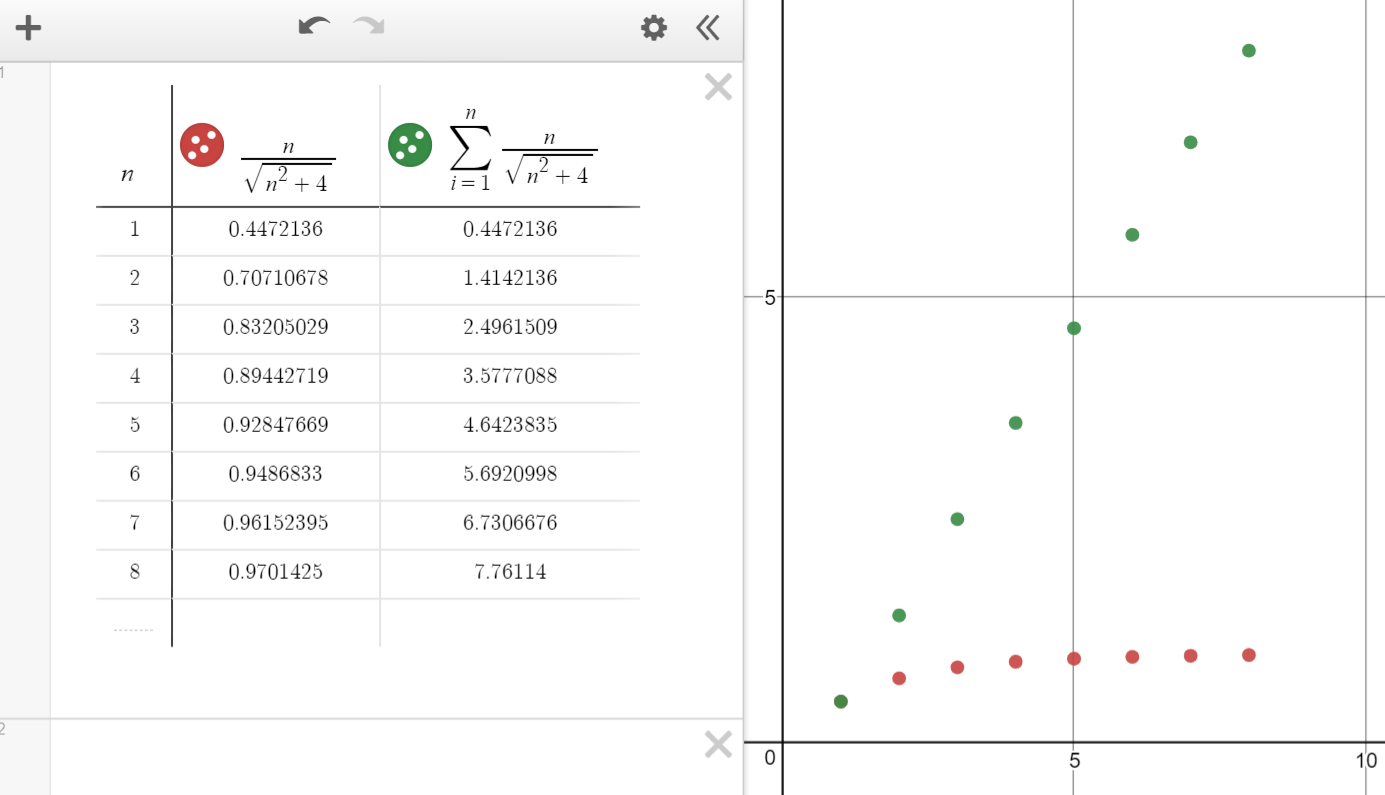 1
n   n/√(n² + 4)   ∑_{i=1}^{n} n/√(n² + 4)
1   0.4472136   0.4472136
2   0.70710678   1.4142136
3   0.83205029   2.4961509
4   0.89442719   3.5777088
5   0.92847669   4.6423835
6   0.9486833   5.6920998
7   0.96152395   6.7306676
8   0.9701425   7.76114
2
5
0   5   10